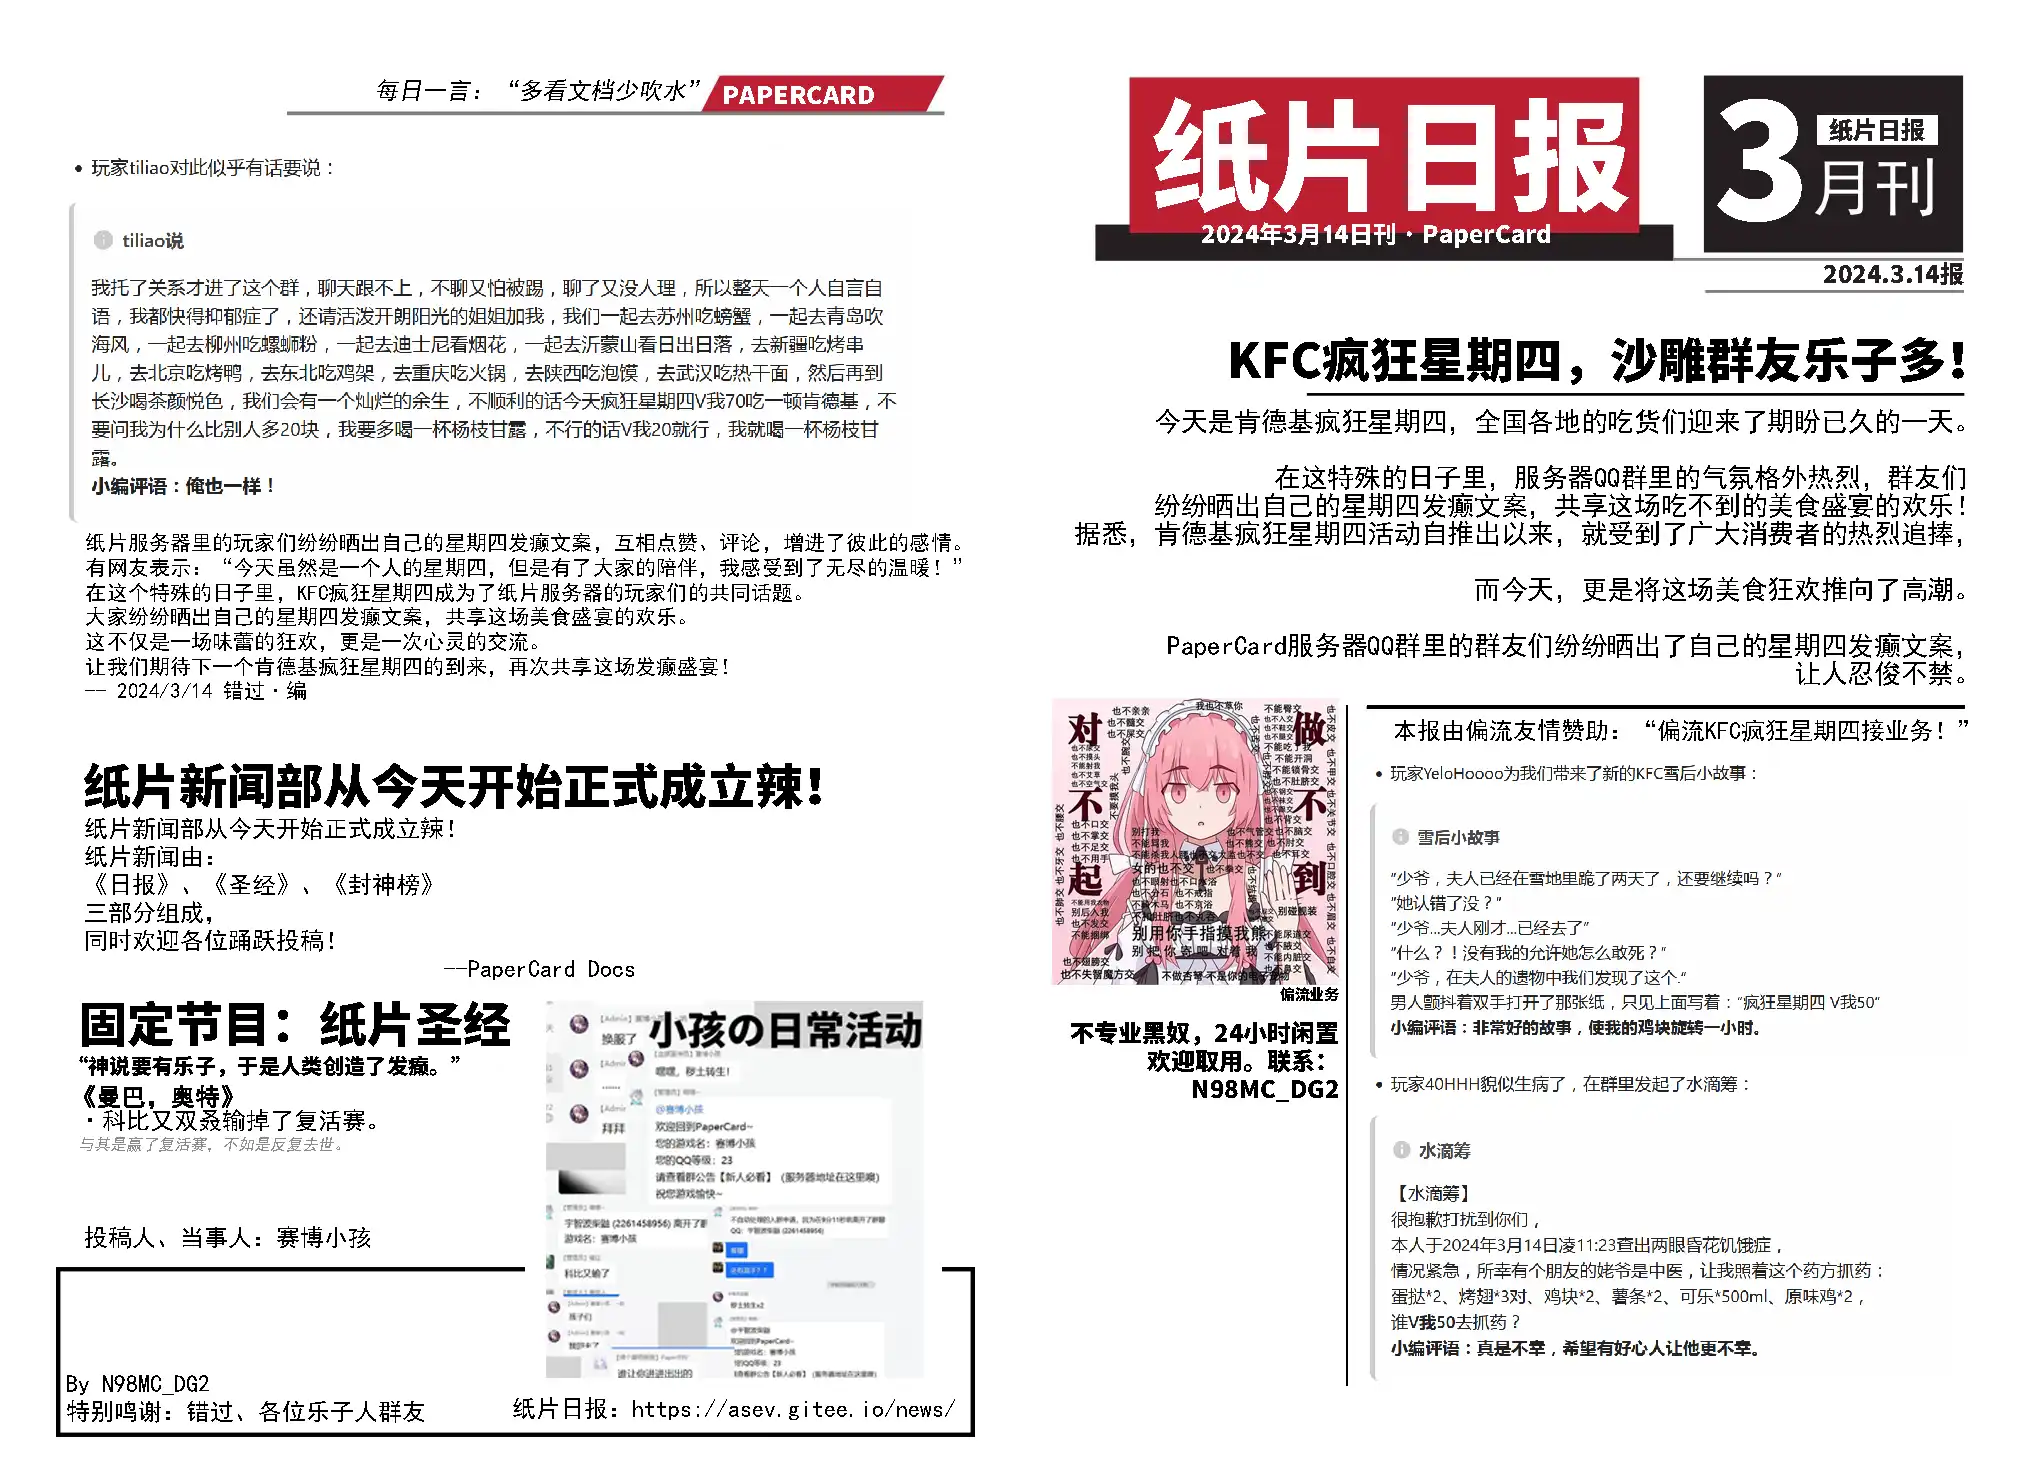 每日一言：“多看文档少吹水”
PAPERCARD
• 玩家tiliao对此似乎有话要说：
tiliao说
我托了关系才进了这个群，聊天跟不上，不聊又怕被踢，聊了又没人理，所以整天一个人自言自
语，我都快得抑郁症了，还请活泼开朗阳光的姐姐加我，我们一起去苏州吃螃蟹，一起去青岛吹
海风，一起去柳州吃螺蛳粉，一起去迪士尼看烟花，一起去沂蒙山看日出日落，去新疆吃烤串
儿，去北京吃烤鸭，去东北吃鸡架，去重庆吃火锅，去陕西吃泡馍，去武汉吃热干面，然后再到
长沙喝茶颜悦色，我们会有一个灿烂的余生，不顺利的话今天疯狂星期四V我70吃一顿肯德基，不
要问我为什么比别人多20块，我要多喝一杯杨枝甘露，不行的话V我20就行，我就喝一杯杨枝甘
露。
小编评语：俺也一样！
纸片服务器里的玩家们纷纷晒出自己的星期四发癫文案，互相点赞、评论，增进了彼此的感情。
有网友表示：“今天虽然是一个人的星期四，但是有了大家的陪伴，我感受到了无尽的温暖！”
在这个特殊的日子里，KFC疯狂星期四成为了纸片服务器的玩家们的共同话题。
大家纷纷晒出自己的星期四发癫文案，共享这场美食盛宴的欢乐。
这不仅是一场味蕾的狂欢，更是一次心灵的交流。
让我们期待下一个肯德基疯狂星期四的到来，再次共享这场发癫盛宴！
-- 2024/3/14 错过·编
纸片新闻部从今天开始正式成立辣！
纸片新闻部从今天开始正式成立辣！
纸片新闻由：
《日报》、《圣经》、《封神榜》
三部分组成，
同时欢迎各位踊跃投稿！
--PaperCard Docs
固定节目：纸片圣经
“神说要有乐子，于是人类创造了发癫。”
《曼巴，奥特》
·科比又双叒输掉了复活赛。
与其是赢了复活赛，不如是反复去世。
投稿人、当事人：赛博小孩
小孩の日常活动
换服了
嘿嘿，秽土转生！
……
拜拜
@赛博小孩
欢迎回到PaperCard~
您的游戏名：赛博小孩
您的QQ等级：23
请查看群公告【新人必看】（服务器地址在这里噢）
祝您游戏愉快~
宇智波柴鼬 (2261458956) 离开了群
游戏名：赛博小孩
科比又输了
孩子们
秽土转生x2
@宇智波柴鼬
谁让你进进出出的
By N98MC_DG2
特别鸣谢：错过、各位乐子人群友
纸片日报：https://asev.gitee.io/news/
纸片日报
2024年3月14日刊·PaperCard
3
纸片日报
月刊
2024.3.14报
KFC疯狂星期四，沙雕群友乐子多！
今天是肯德基疯狂星期四，全国各地的吃货们迎来了期盼已久的一天。
在这特殊的日子里，服务器QQ群里的气氛格外热烈，群友们
纷纷晒出自己的星期四发癫文案，共享这场吃不到的美食盛宴的欢乐！
据悉，肯德基疯狂星期四活动自推出以来，就受到了广大消费者的热烈追捧，
而今天，更是将这场美食狂欢推向了高潮。
PaperCard服务器QQ群里的群友们纷纷晒出了自己的星期四发癫文案，
让人忍俊不禁。
对不起
做不到
我也不草你
别用你手指摸我熊
别把你寄吧对着我
也不失智魔方交
偏流业务
不专业黑奴，24小时闲置
欢迎取用。联系：
N98MC_DG2
本报由偏流友情赞助：“偏流KFC疯狂星期四接业务！”
• 玩家YeloHoooo为我们带来了新的KFC雪后小故事：
雪后小故事
“少爷，夫人已经在雪地里跪了两天了，还要继续吗？”
“她认错了没？”
“少爷...夫人刚才...已经去了”
“什么？！没有我的允许她怎么敢死？”
“少爷，在夫人的遗物中我们发现了这个.”
男人颤抖着双手打开了那张纸，只见上面写着：“疯狂星期四 V我50”
小编评语：非常好的故事，使我的鸡块旋转一小时。
• 玩家40HHH貌似生病了，在群里发起了水滴筹：
水滴筹
【水滴筹】
很抱歉打扰到你们，
本人于2024年3月14日凌11:23查出两眼昏花饥饿症，
情况紧急，所幸有个朋友的姥爷是中医，让我照着这个药方抓药：
蛋挞*2、烤翅*3对、鸡块*2、薯条*2、可乐*500ml、原味鸡*2，
谁V我50去抓药？
小编评语：真是不幸，希望有好心人让他更不幸。